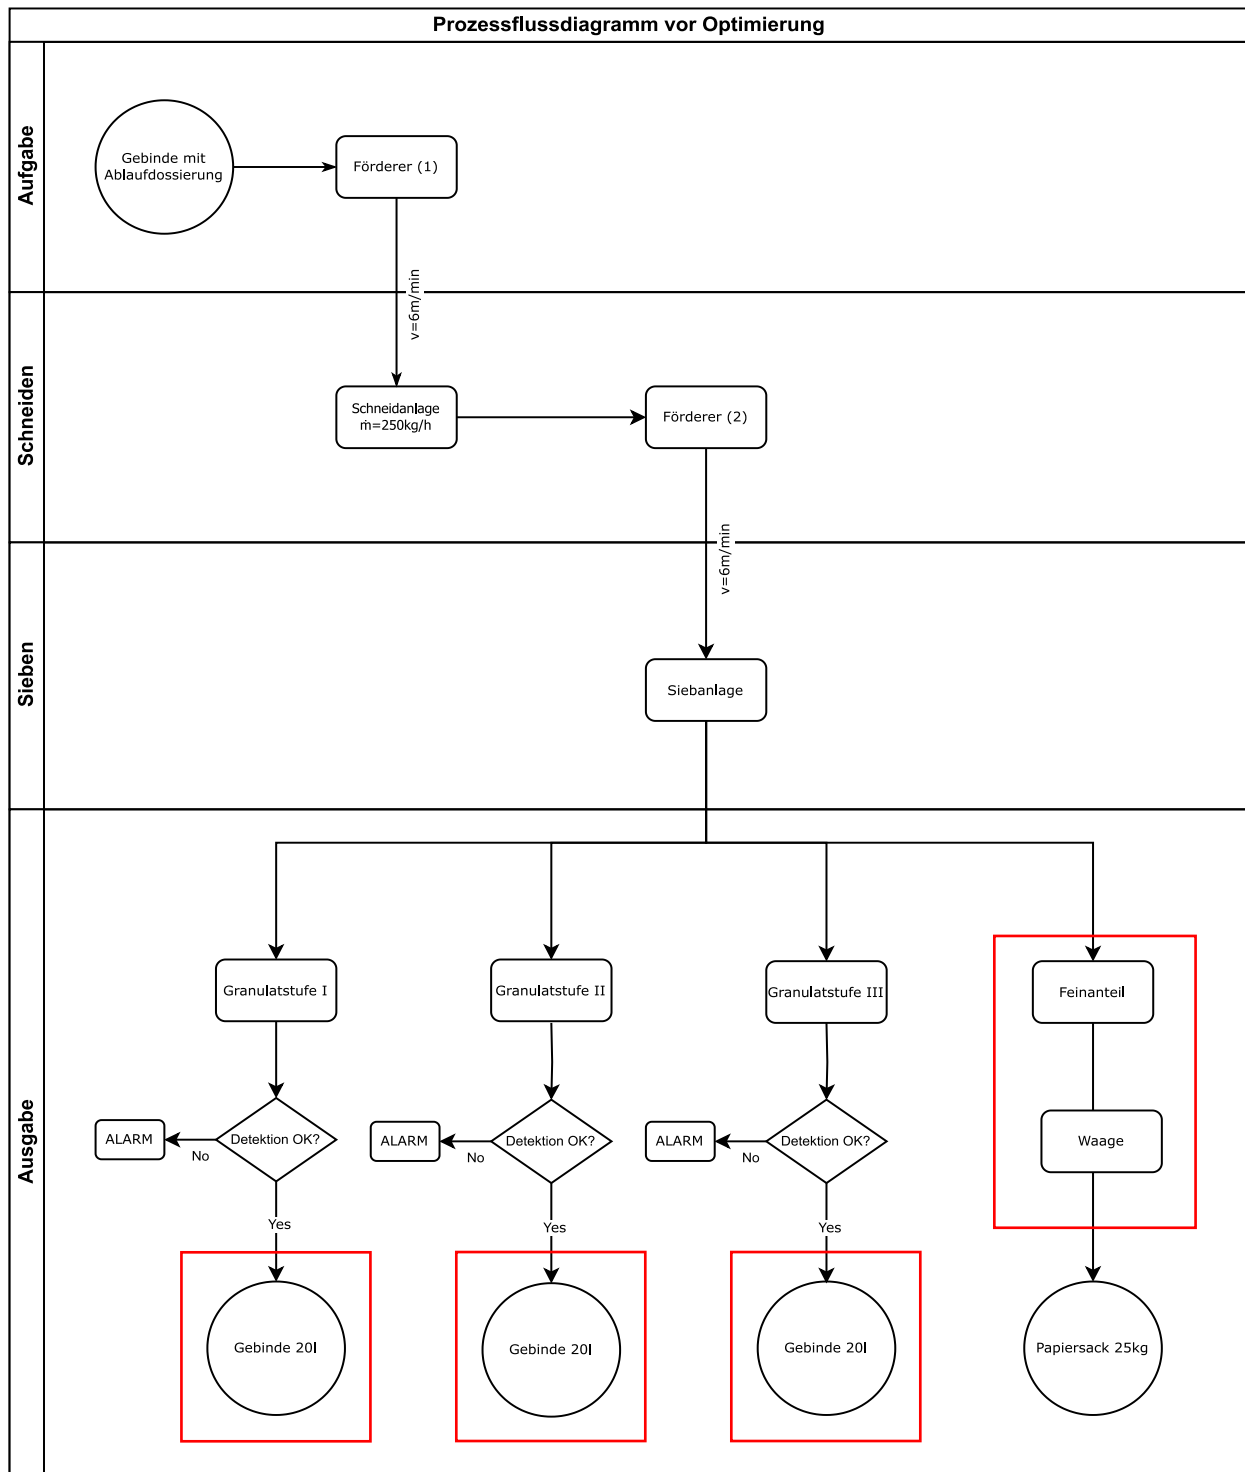 Prozessflussdiagramm vor Optimierung
Aufgabe
Gebinde mit
Ablaufdossierung
Förderer (1)
v=6m/min
Schneiden
Schneidanlage
ṁ=250kg/h
Förderer (2)
v=6m/min
Sieben
Siebanlage
Ausgabe
Granulatstufe I
Granulatstufe II
Granulatstufe III
Feinanteil
ALARM
No
Detektion OK?
ALARM
No
Detektion OK?
ALARM
No
Detektion OK?
Waage
Yes
Yes
Yes
Gebinde 20l
Gebinde 20l
Gebinde 20l
Papiersack 25kg